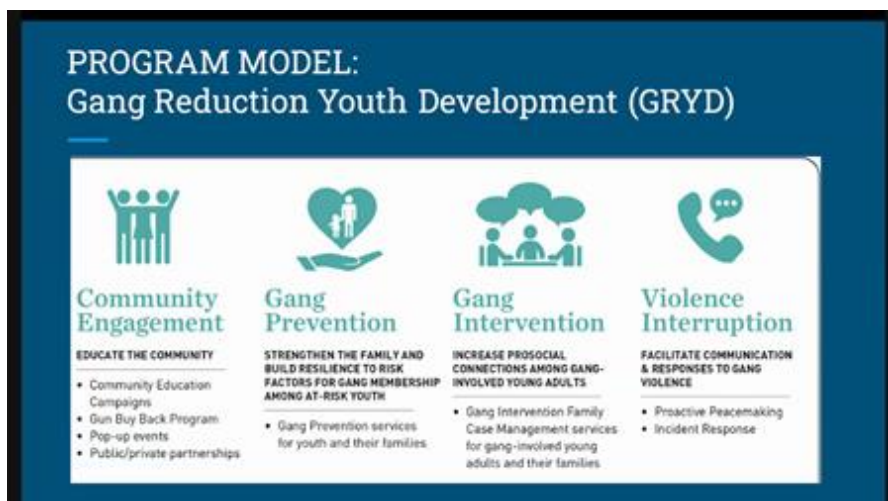 PROGRAM MODEL:
Gang Reduction Youth Development (GRYD)
Community
Engagement
EDUCATE THE COMMUNITY
• Community Education
Campaigns
• Gun Buy Back Program
• Pop-up events
• Public/private partnerships
Gang
Prevention
STRENGTHEN THE FAMILY AND
BUILD RESILIENCE TO RISK
FACTORS FOR GANG MEMBERSHIP
AMONG AT-RISK YOUTH
• Gang Prevention services
for youth and their families
Gang
Intervention
INCREASE PROSOCIAL
CONNECTIONS AMONG GANG-
INVOLVED YOUNG ADULTS
• Gang Intervention Family
Case Management services
for gang-involved young
adults and their families
Violence
Interruption
FACILITATE COMMUNICATION
& RESPONSES TO GANG
VIOLENCE
• Proactive Peacemaking
• Incident Response